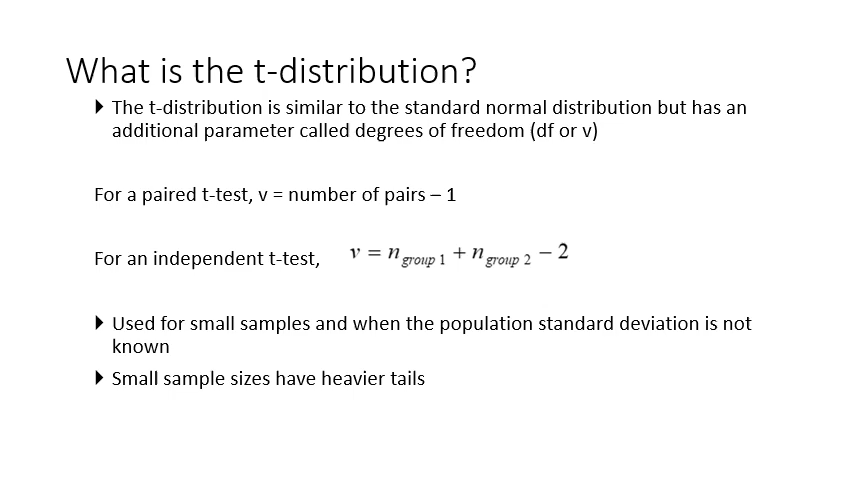 What is the t-distribution?
The t-distribution is similar to the standard normal distribution but has an
additional parameter called degrees of freedom (df or v)
For a paired t-test, v = number of pairs – 1
For an independent t-test, v = n group 1 + n group 2 − 2
Used for small samples and when the population standard deviation is not
known
Small sample sizes have heavier tails